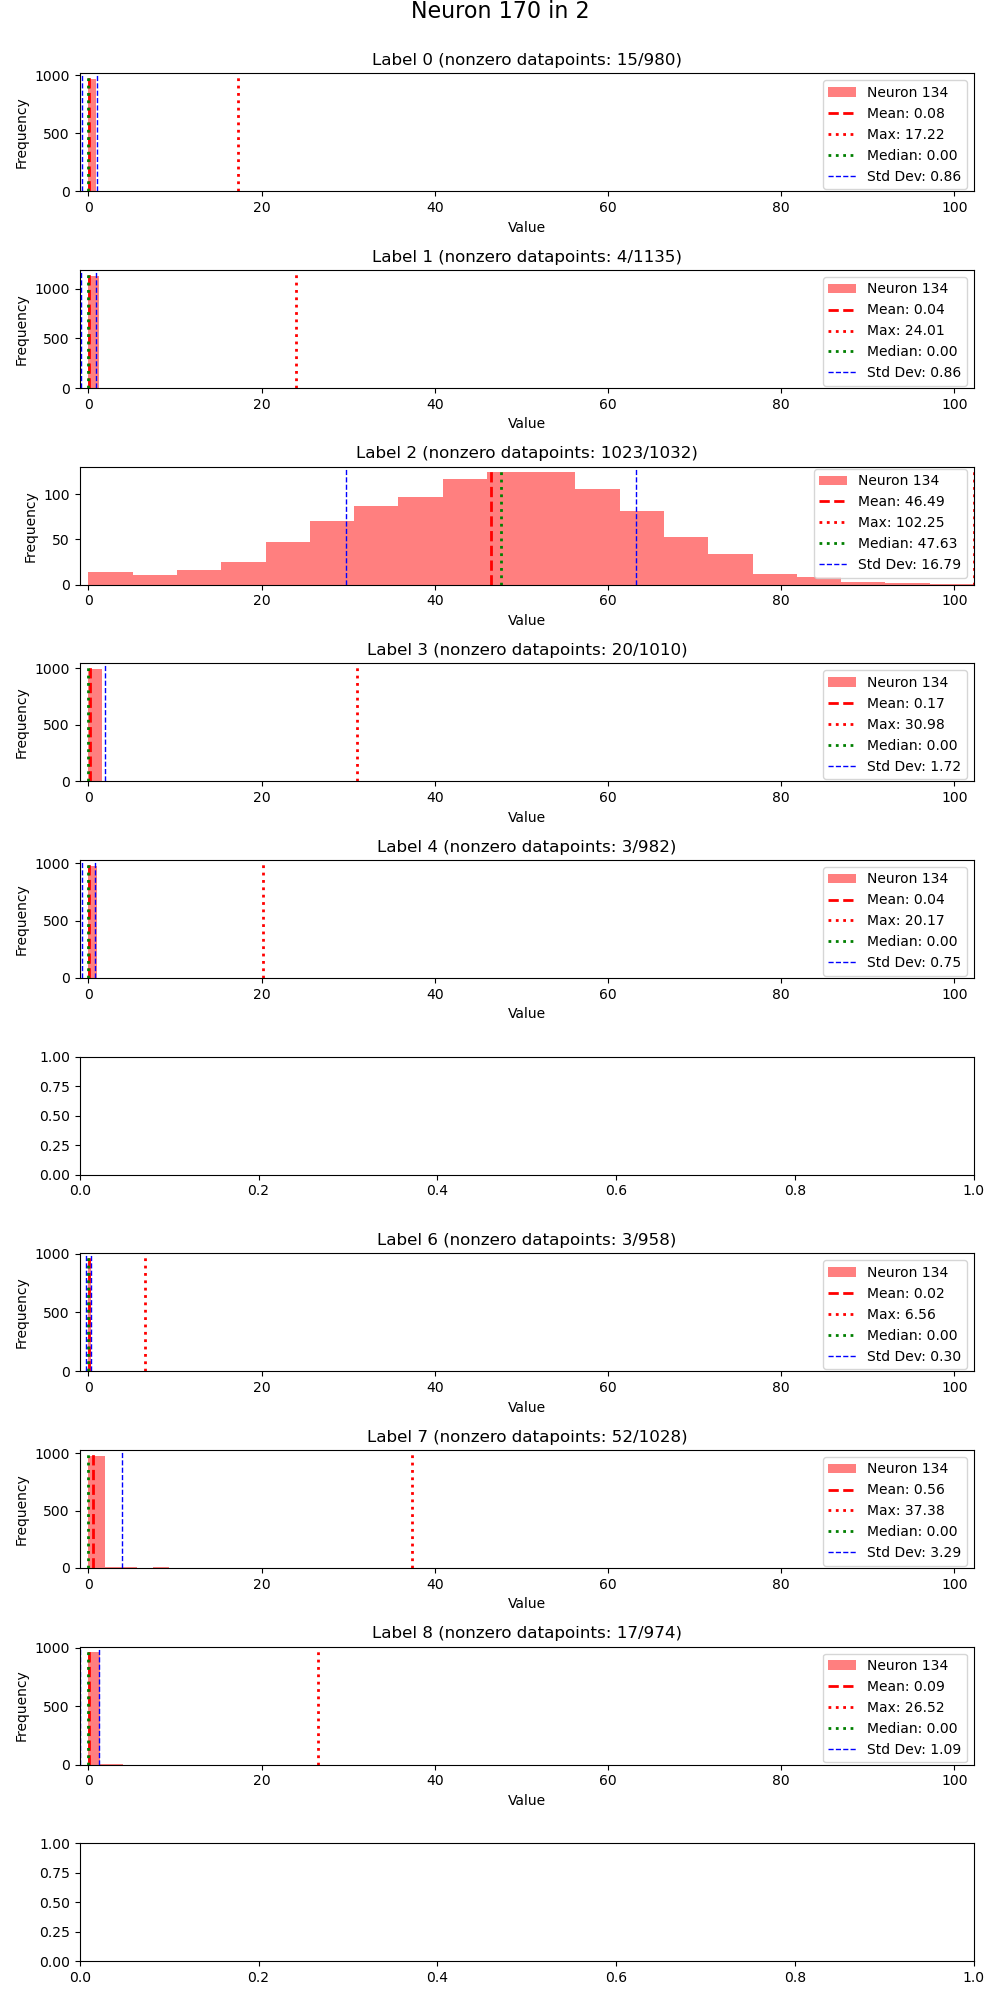 Neuron 170 in 2
Label 0 (nonzero datapoints: 15/980)
Frequency
1000
500
0
Neuron 134
Mean: 0.08
Max: 17.22
Median: 0.00
Std Dev: 0.86
0 20 40 60 80 100
Value
Label 1 (nonzero datapoints: 4/1135)
Frequency
1000
500
0
Neuron 134
Mean: 0.04
Max: 24.01
Median: 0.00
Std Dev: 0.86
0 20 40 60 80 100
Value
Label 2 (nonzero datapoints: 1023/1032)
Frequency
100
50
0
Neuron 134
Mean: 46.49
Max: 102.25
Median: 47.63
Std Dev: 16.79
0 20 40 60 80 100
Value
Label 3 (nonzero datapoints: 20/1010)
Frequency
1000
500
0
Neuron 134
Mean: 0.17
Max: 30.98
Median: 0.00
Std Dev: 1.72
0 20 40 60 80 100
Value
Label 4 (nonzero datapoints: 3/982)
Frequency
1000
500
0
Neuron 134
Mean: 0.04
Max: 20.17
Median: 0.00
Std Dev: 0.75
0 20 40 60 80 100
Value
1.00
0.75
0.50
0.25
0.00
0.0 0.2 0.4 0.6 0.8 1.0
Label 6 (nonzero datapoints: 3/958)
Frequency
1000
500
0
Neuron 134
Mean: 0.02
Max: 6.56
Median: 0.00
Std Dev: 0.30
0 20 40 60 80 100
Value
Label 7 (nonzero datapoints: 52/1028)
Frequency
1000
500
0
Neuron 134
Mean: 0.56
Max: 37.38
Median: 0.00
Std Dev: 3.29
0 20 40 60 80 100
Value
Label 8 (nonzero datapoints: 17/974)
Frequency
1000
500
0
Neuron 134
Mean: 0.09
Max: 26.52
Median: 0.00
Std Dev: 1.09
0 20 40 60 80 100
Value
1.00
0.75
0.50
0.25
0.00
0.0 0.2 0.4 0.6 0.8 1.0